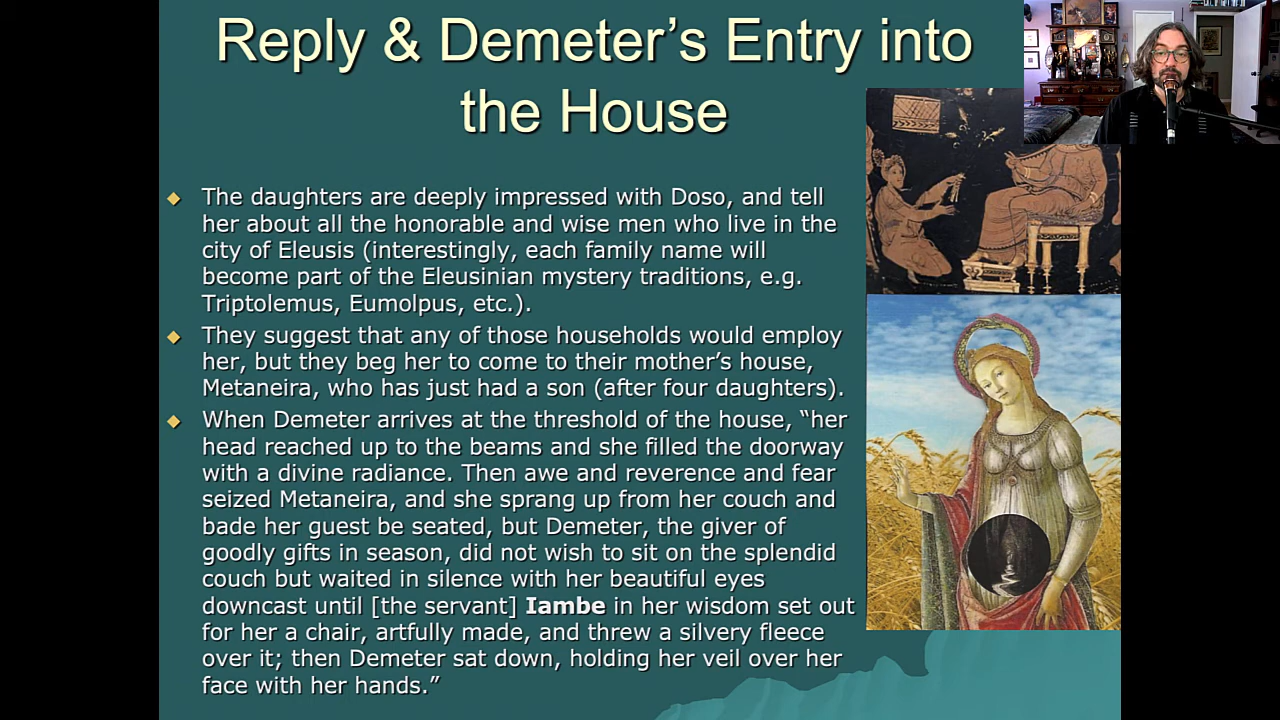 Reply & Demeter’s Entry into
the House
The daughters are deeply impressed with Doso, and tell
her about all the honorable and wise men who live in the
city of Eleusis (interestingly, each family name will
become part of the Eleusinian mystery traditions, e.g.
Triptolemus, Eumolpus, etc.).
They suggest that any of those households would employ
her, but they beg her to come to their mother’s house,
Metaneira, who has just had a son (after four daughters).
When Demeter arrives at the threshold of the house, “her
head reached up to the beams and she filled the doorway
with a divine radiance. Then awe and reverence and fear
seized Metaneira, and she sprang up from her couch and
bade her guest be seated, but Demeter, the giver of
goodly gifts in season, did not wish to sit on the splendid
couch but waited in silence with her beautiful eyes
downcast until [the servant] Iambe in her wisdom set out
for her a chair, artfully made, and threw a silvery fleece
over it; then Demeter sat down, holding her veil over her
face with her hands.”